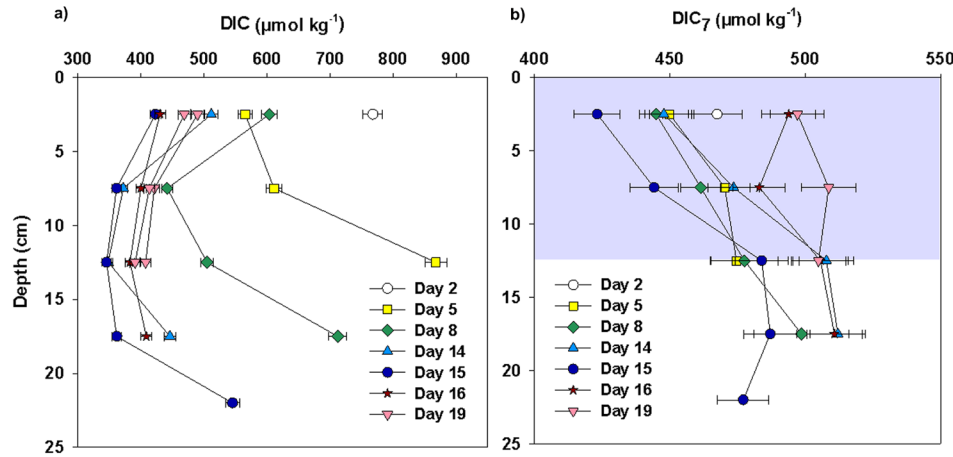 a)
DIC (µmol kg⁻¹)
300 400 500 600 700 800 900
0
5
10
15
20
25
Depth (cm)
Day 2
Day 5
Day 8
Day 14
Day 15
Day 16
Day 19
b)
DIC₇ (µmol kg⁻¹)
400 450 500 550
0
5
10
15
20
25
Day 2
Day 5
Day 8
Day 14
Day 15
Day 16
Day 19